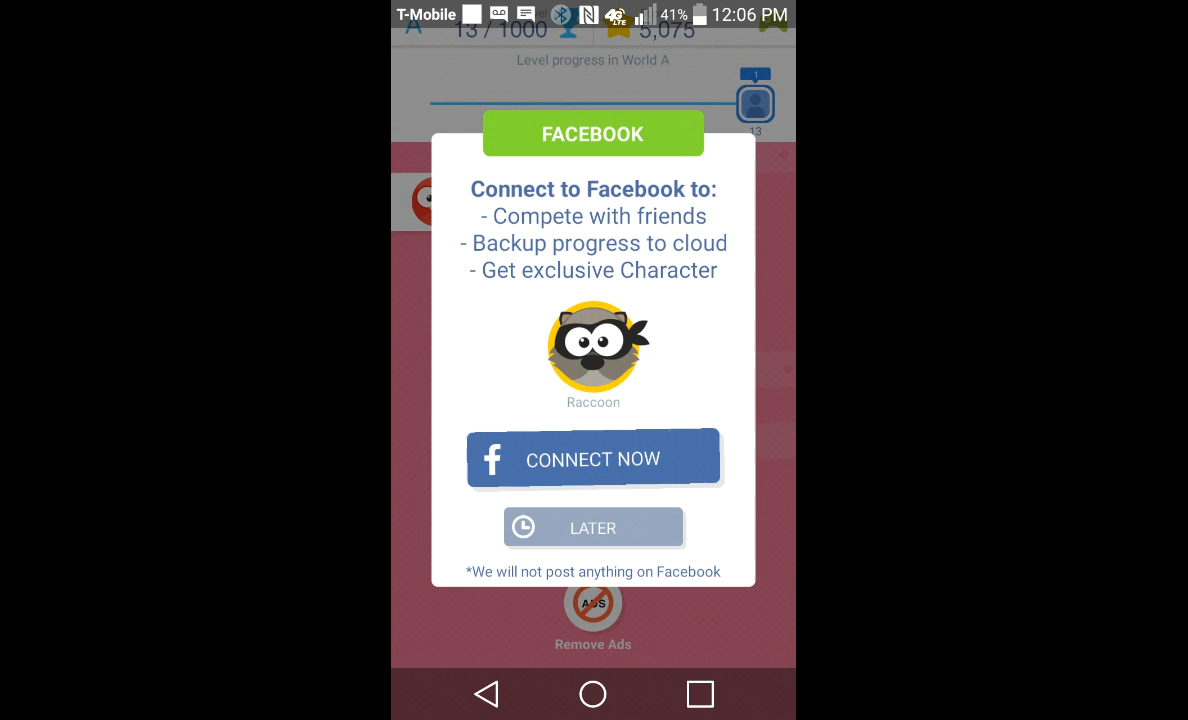 T-Mobile 4G LTE 41% 12:06 PM
A 13 / 1000 5,075
Level progress in World A
1
13
FACEBOOK
Connect to Facebook to:
- Compete with friends
- Backup progress to cloud
- Get exclusive Character
Raccoon
f CONNECT NOW
LATER
*We will not post anything on Facebook
ADS
Remove Ads